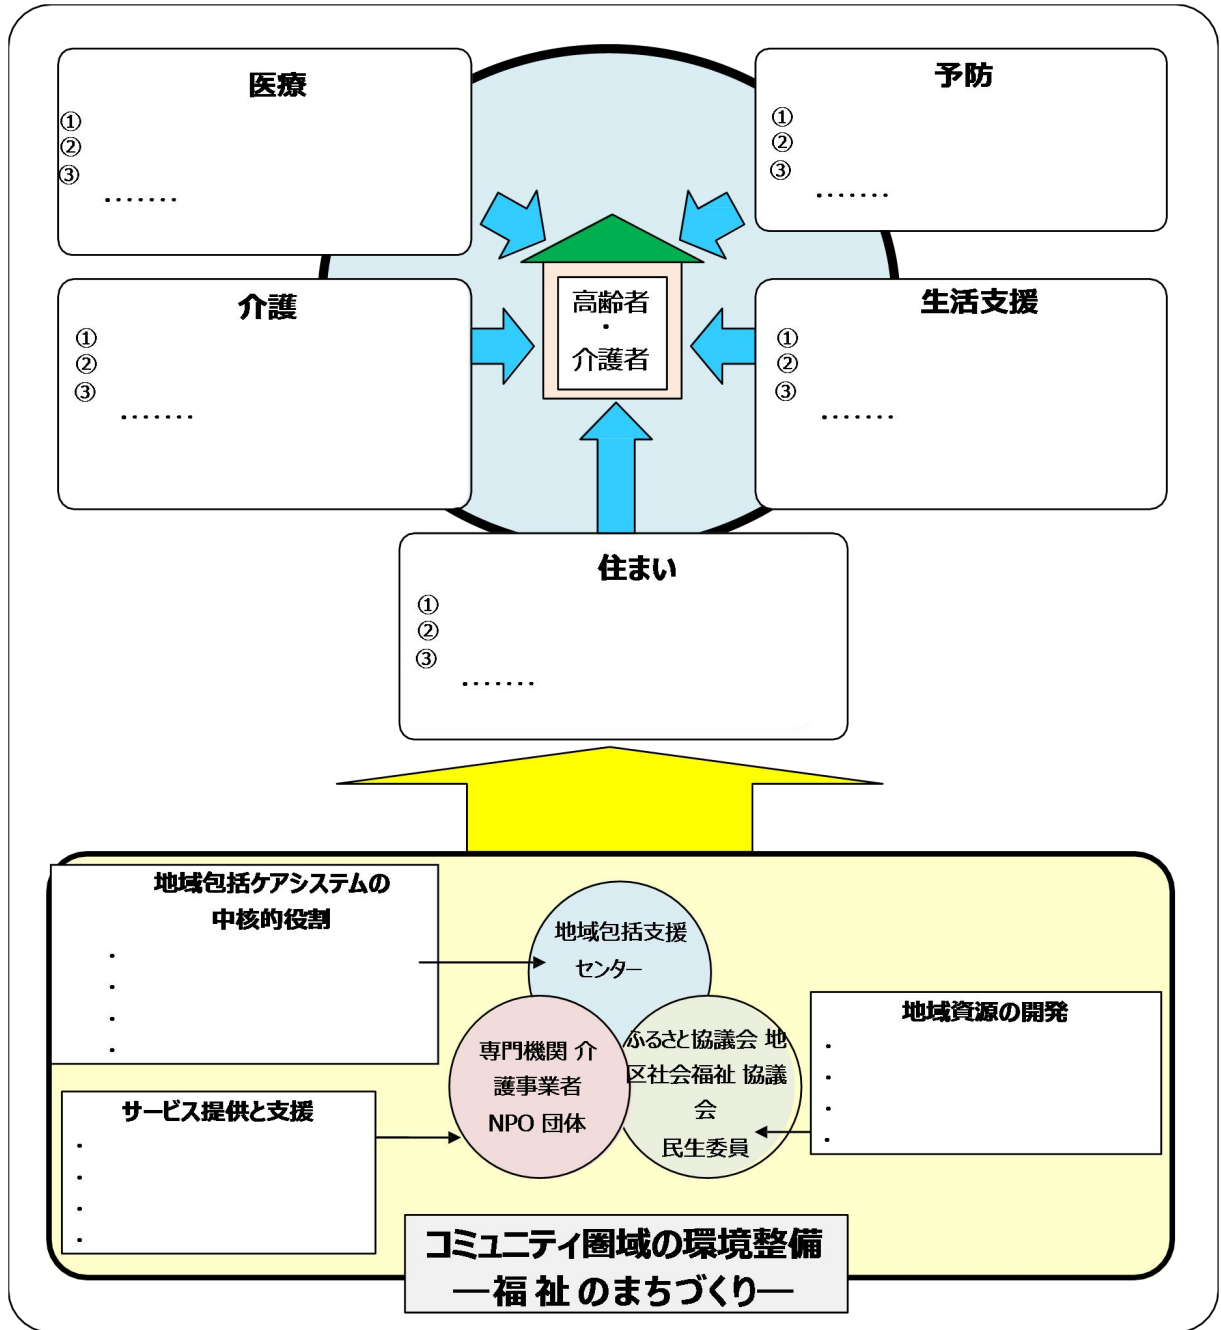 医療
①
②
③
.......
予防
①
②
③
.......
介護
①
②
③
.......
高齢者
・
介護者
生活支援
①
②
③
.......
住まい
①
②
③
.......
地域包括ケアシステムの
中核的役割
・
・
・
・
地域包括支援
センター
サービス提供と支援
・
・
・
・
専門機関 介
護事業者
NPO 団体
ふるさと協議会 地
区社会福祉 協議
会
民生委員
地域資源の開発
・
・
・
・
コミュニティ圏域の環境整備
―福 祉 のまちづくり―